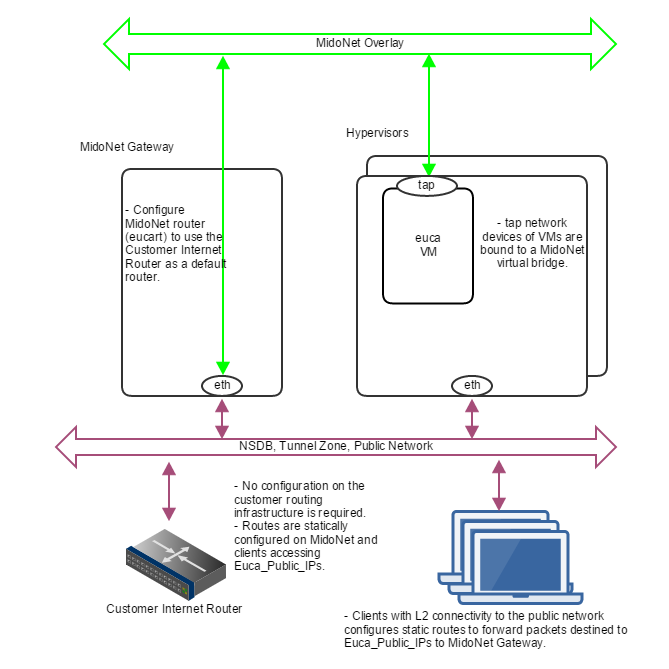 MidoNet Overlay
Hypervisors
MidoNet Gateway
tap
- Configure
MidoNet router
(eucart) to use the
Customer Internet
Router as a default
router.
euca
VM
- tap network
devices of VMs are
bound to a MidoNet
virtual bridge.
eth
eth
NSDB, Tunnel Zone, Public Network
- No configuration on the
customer routing
infrastructure is required.
- Routes are statically
configured on MidoNet and
clients accessing
Euca_Public_IPs.
Customer Internet Router
- Clients with L2 connectivity to the public network
configures static routes to forward packets destined to
Euca_Public_IPs to MidoNet Gateway.